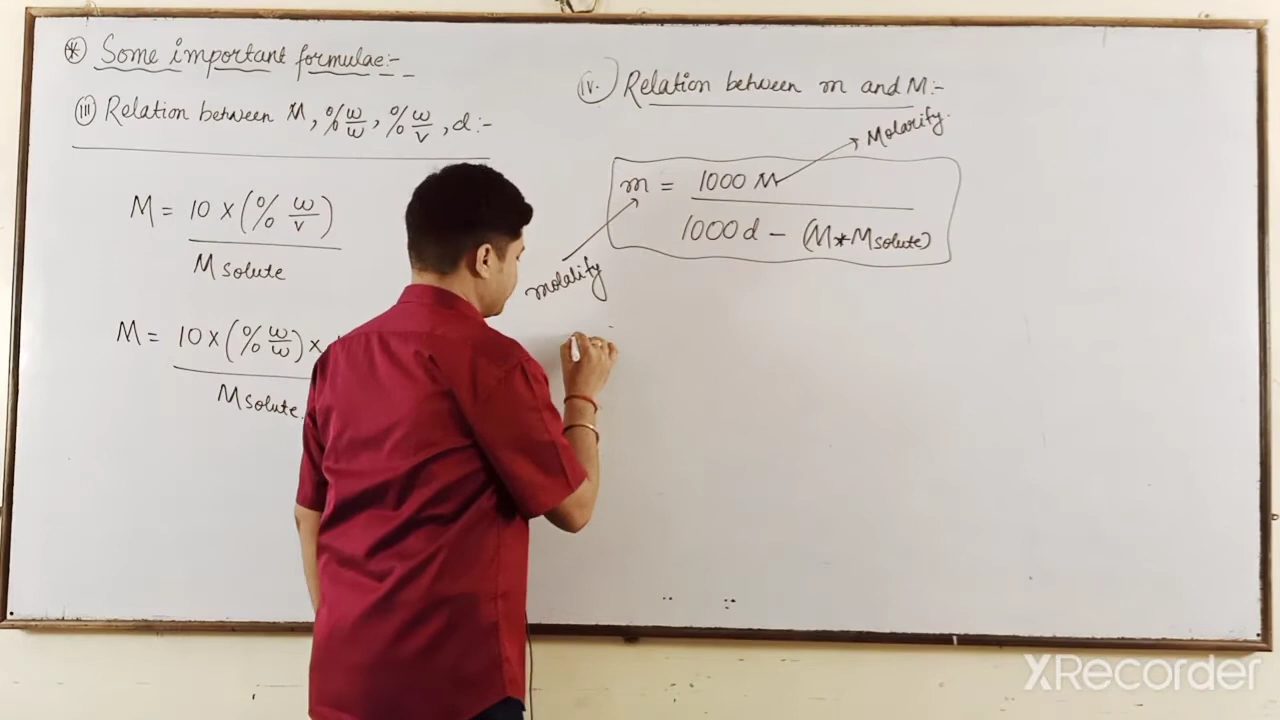 * Some important formulae:-
(iii) Relation between M, % w/w, % w/v, d:-
M = 10 × (% w/v)
M solute
M = 10 × (% w/w) ×
M solute.
iv. Relation between m and M:-
Molarity.
m = 1000 M
1000 d - (M * M solute)
molality
XRecorder